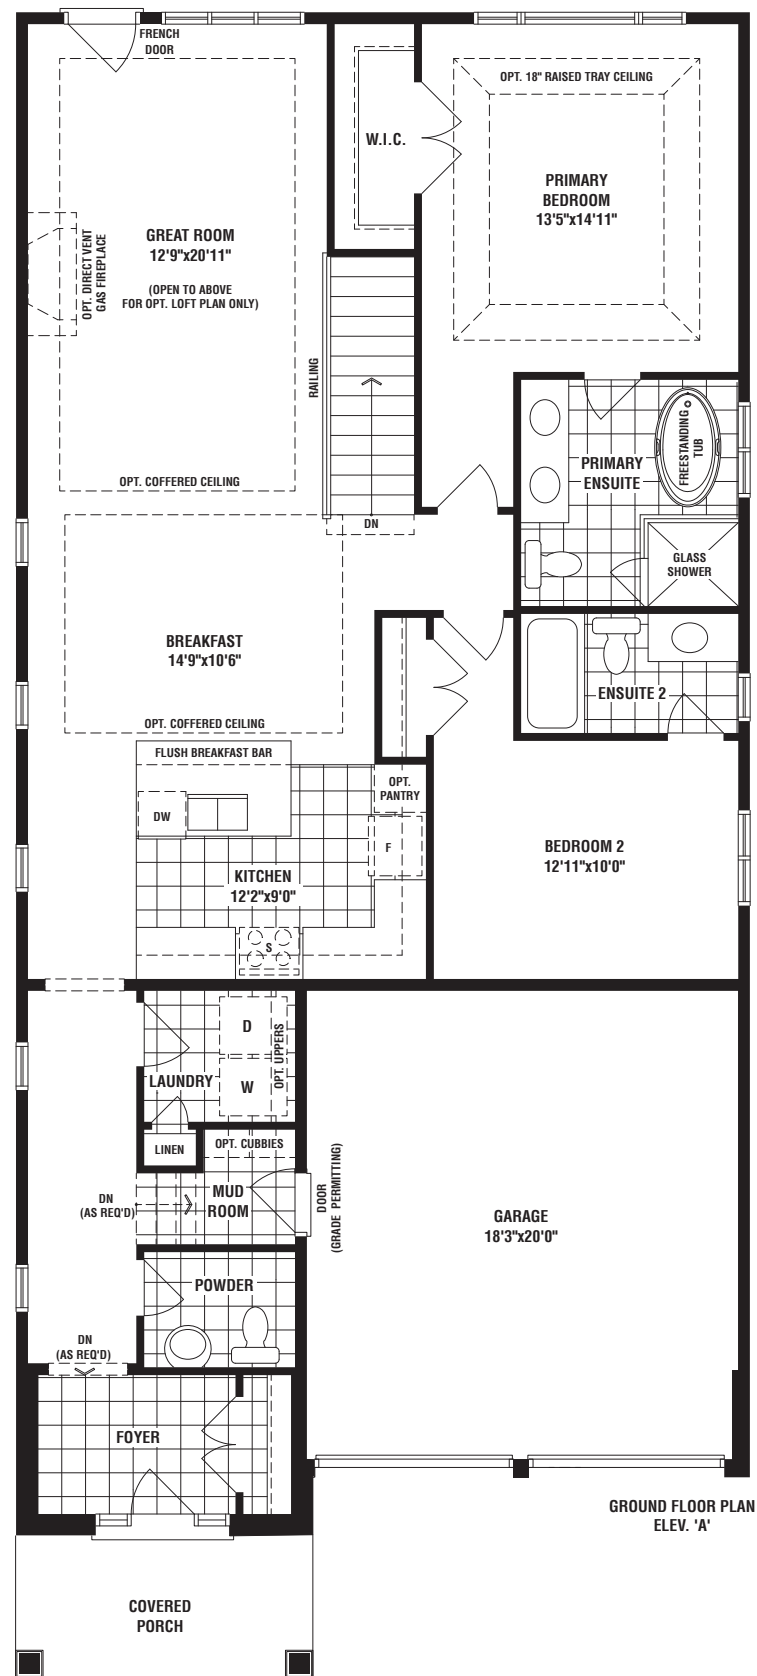 FRENCH
DOOR
OPT. 18" RAISED TRAY CEILING
W.I.C.
PRIMARY
BEDROOM
13'5"x14'11"
GREAT ROOM
12'9"x20'11"
(OPEN TO ABOVE
FOR OPT. LOFT PLAN ONLY)
OPT. DIRECT VENT
GAS FIREPLACE
RAILING
OPT. COFFERED CEILING
DN
PRIMARY
ENSUITE
FREESTANDING
TUB
GLASS
SHOWER
BREAKFAST
14'9"x10'6"
OPT. COFFERED CEILING
ENSUITE 2
FLUSH BREAKFAST BAR
OPT.
PANTRY
DW
F
KITCHEN
12'2"x9'0"
S
BEDROOM 2
12'11"x10'0"
D
W
OPT. UPPERS
LAUNDRY
LINEN
OPT. CUBBIES
MUD
ROOM
DN
(AS REQ'D)
DOOR
(GRADE PERMITTING)
GARAGE
18'3"x20'0"
POWDER
DN
(AS REQ'D)
FOYER
GROUND FLOOR PLAN
ELEV. 'A'
COVERED
PORCH